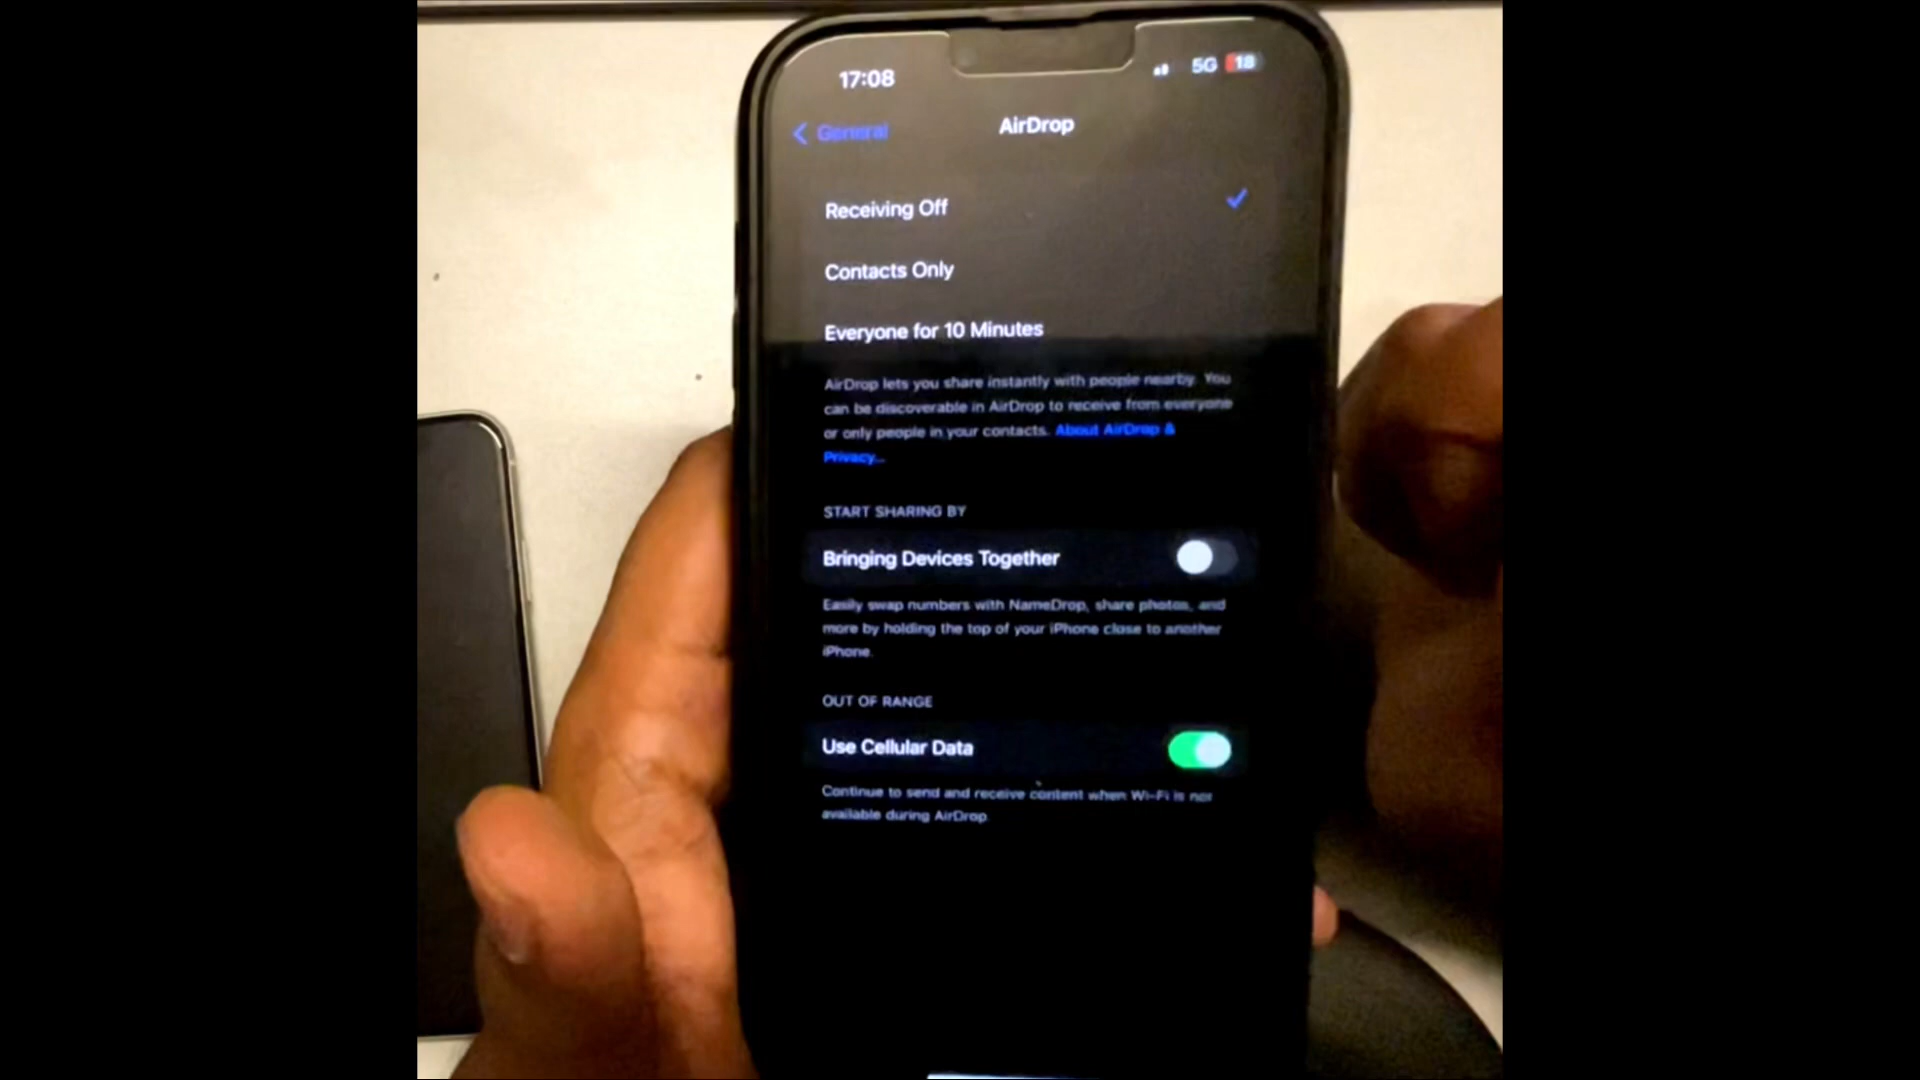 17:08
5G 18
General
AirDrop
Receiving Off
Contacts Only
Everyone for 10 Minutes
AirDrop lets you share instantly with people nearby. You
can be discoverable in AirDrop to receive from everyone
or only people in your contacts. About AirDrop &
Privacy...
START SHARING BY
Bringing Devices Together
Easily swap numbers with NameDrop, share photos, and
more by holding the top of your iPhone close to another
iPhone.
OUT OF RANGE
Use Cellular Data
Continue to send and receive content when Wi-Fi is not
available during AirDrop.